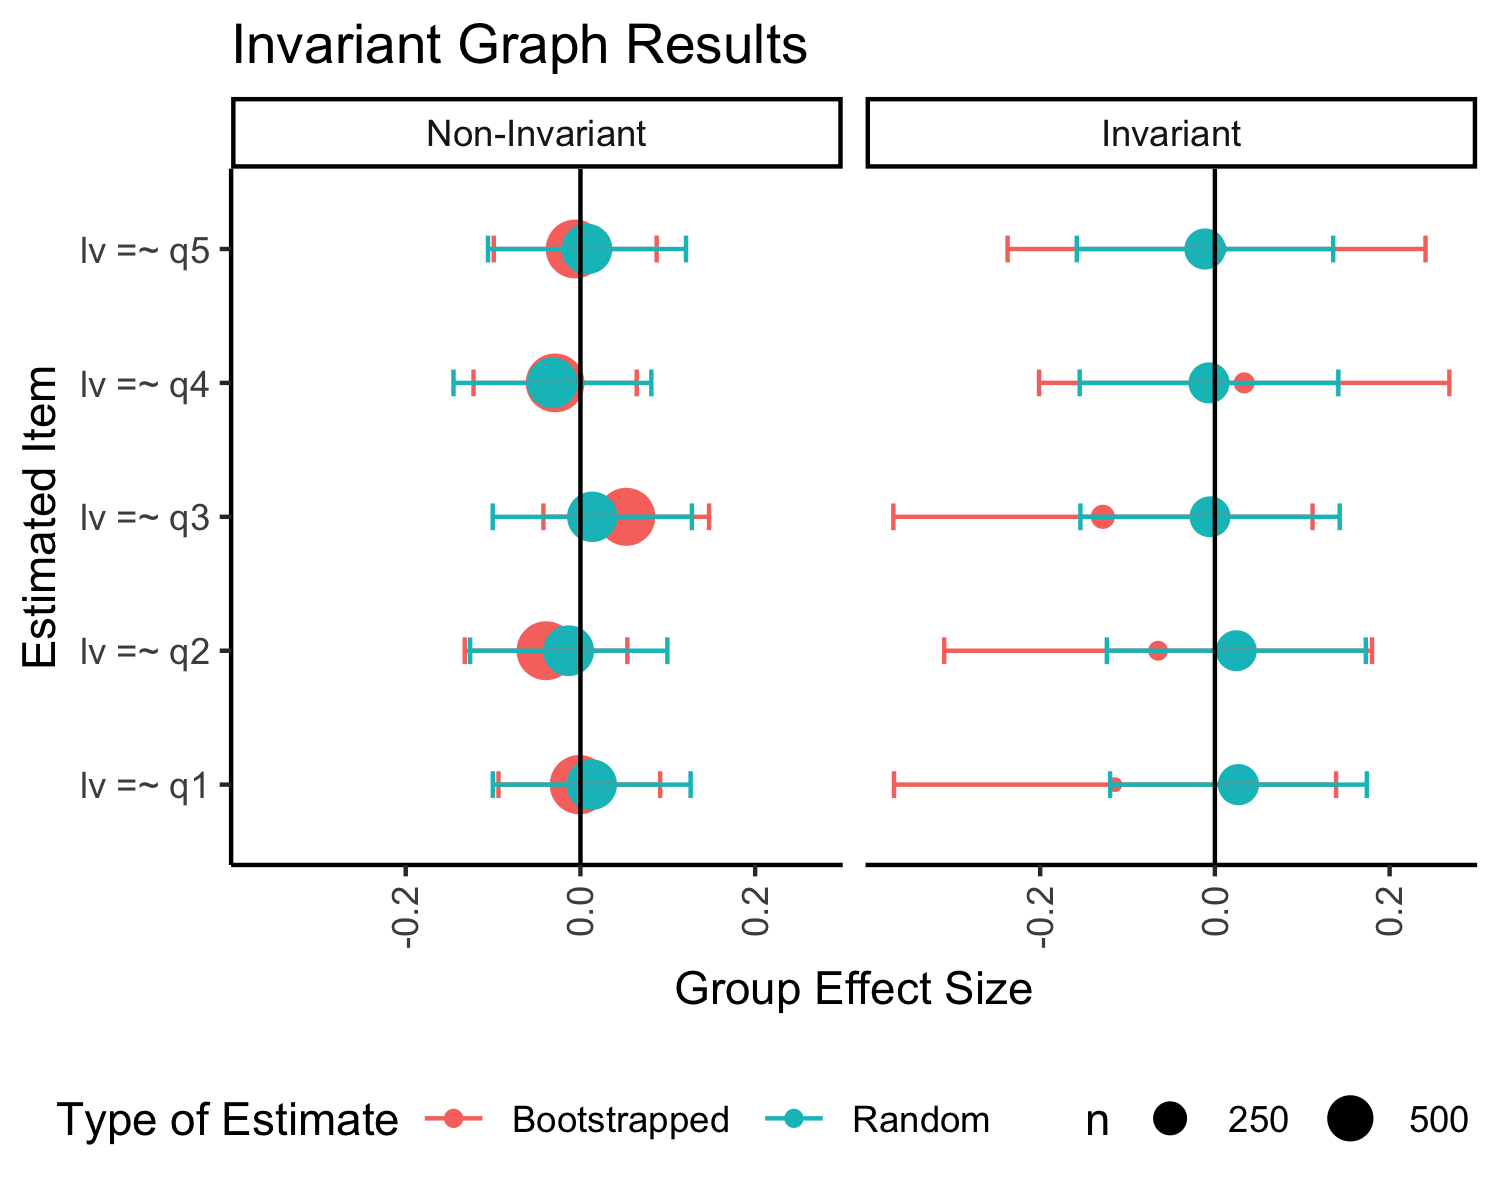 Invariant Graph Results
Non-Invariant
Invariant
Estimated Item
lv =~ q5
lv =~ q4
lv =~ q3
lv =~ q2
lv =~ q1
-0.2
0.0
0.2
-0.2
0.0
0.2
Group Effect Size
Type of Estimate Bootstrapped Random n 250 500